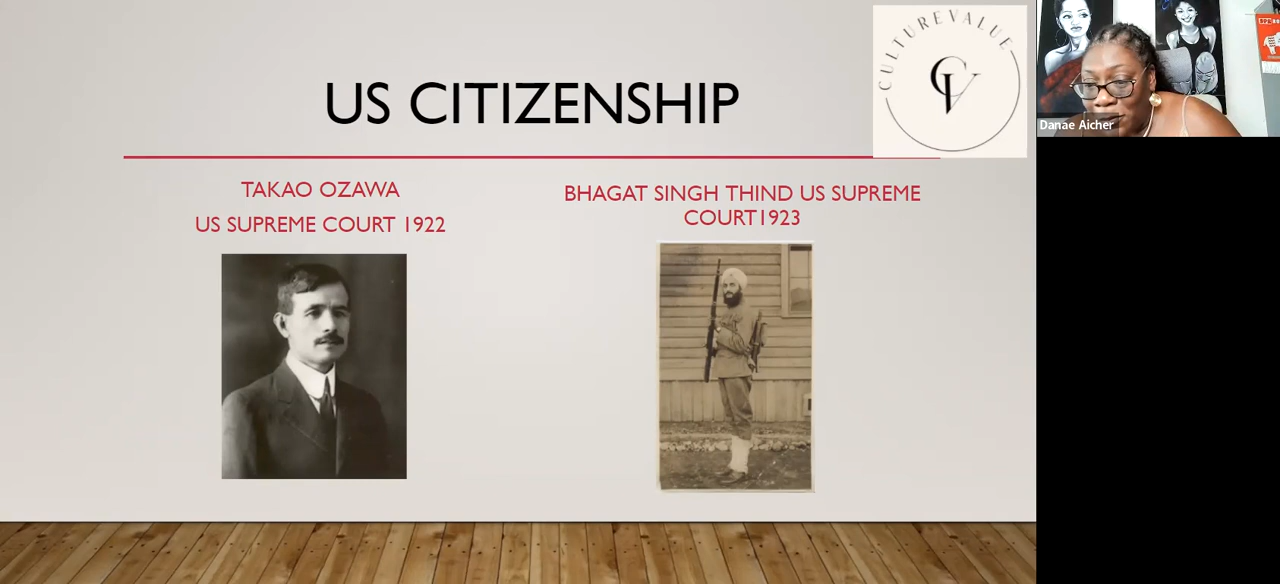 US CITIZENSHIP
CULTUREVALUE
CV
TAKAO OZAWA
US SUPREME COURT 1922
BHAGAT SINGH THIND US SUPREME
COURT1923
Danae Aicher